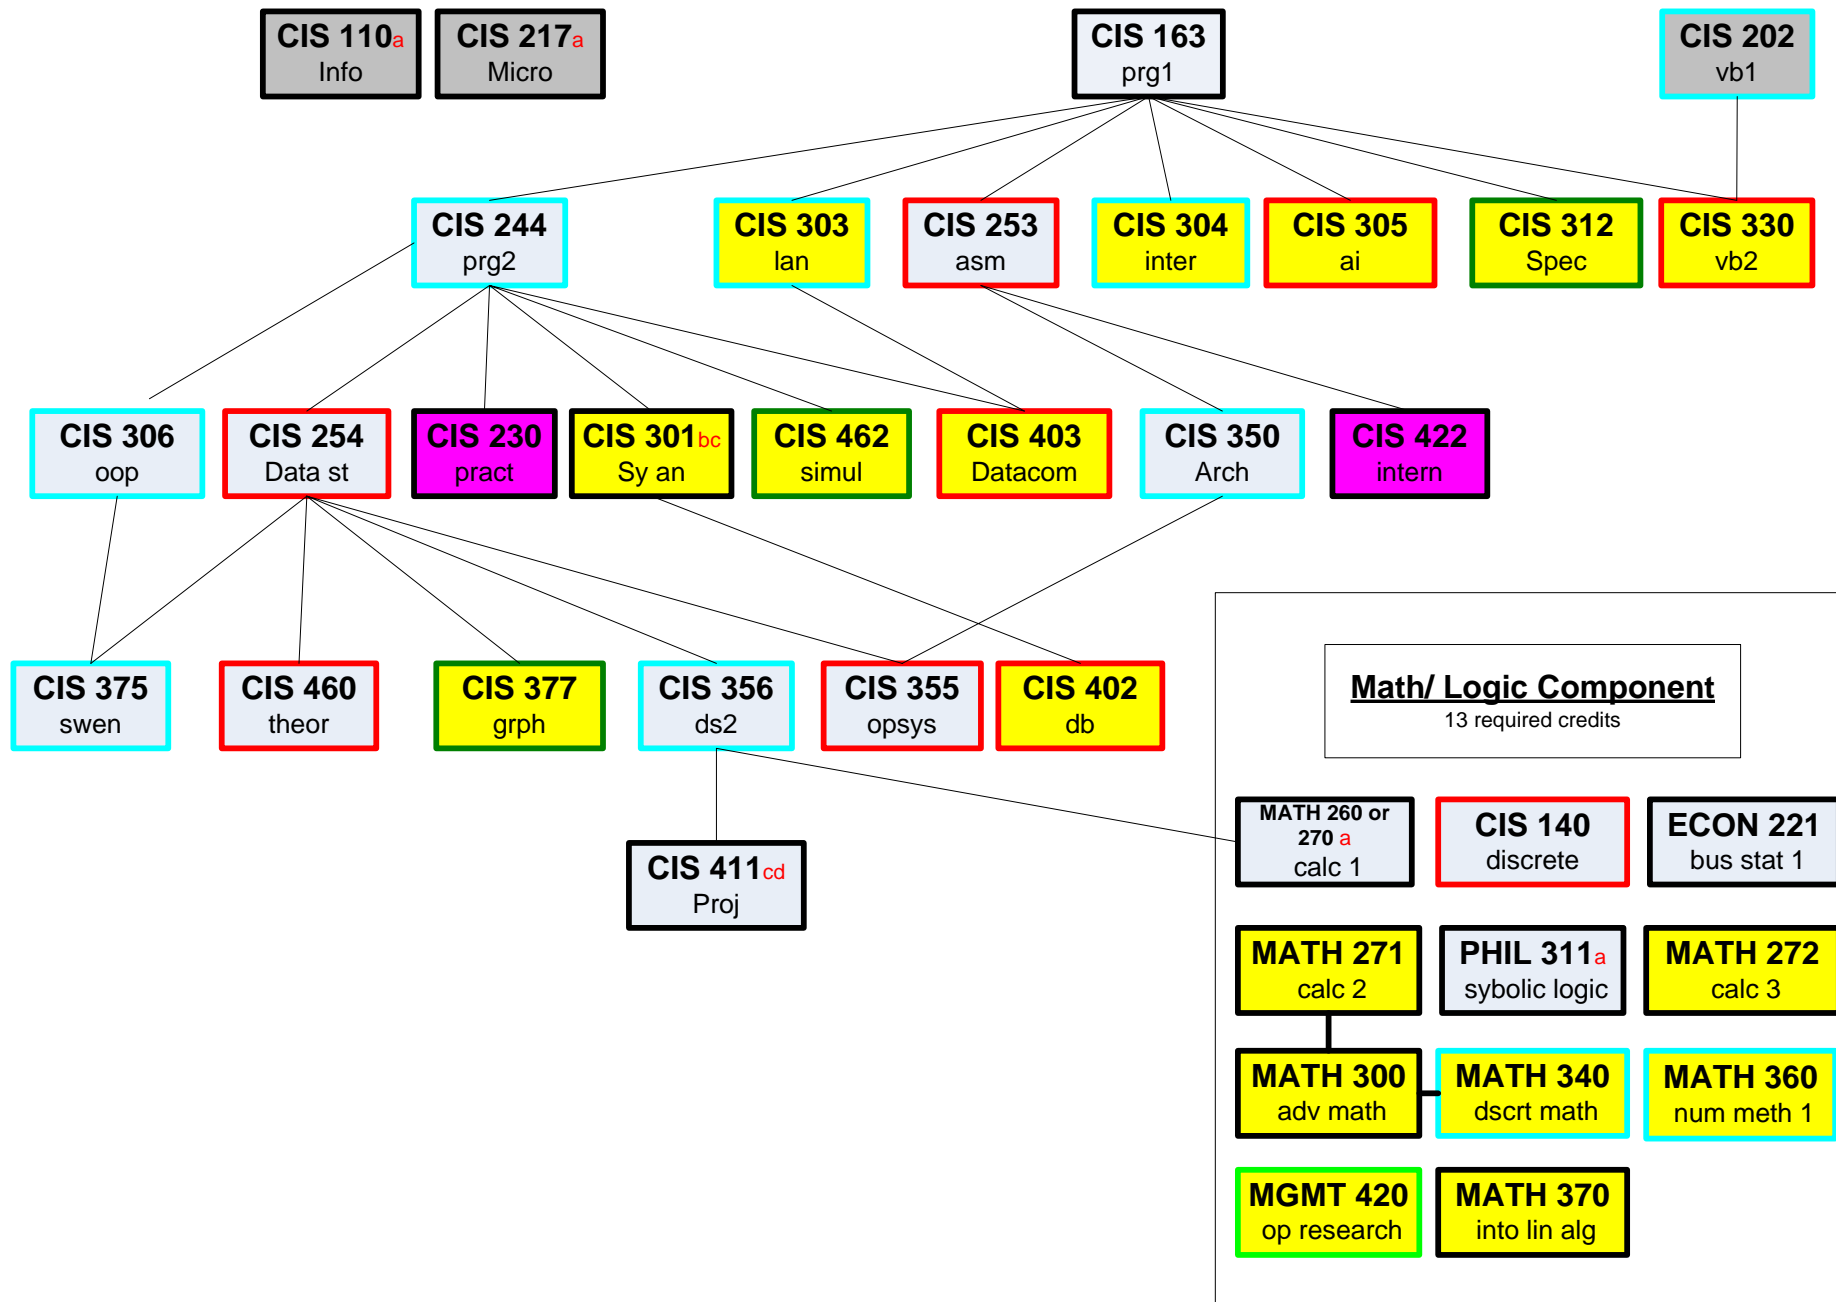 CIS 110a
Info
CIS 217a
Micro
CIS 163
prg1
CIS 202
vb1
CIS 244
prg2
CIS 303
lan
CIS 253
asm
CIS 304
inter
CIS 305
ai
CIS 312
Spec
CIS 330
vb2
CIS 306
oop
CIS 254
Data st
CIS 230
pract
CIS 301bc
Sy an
CIS 462
simul
CIS 403
Datacom
CIS 350
Arch
CIS 422
intern
CIS 375
swen
CIS 460
theor
CIS 377
grph
CIS 356
ds2
CIS 355
opsys
CIS 402
db
Math/ Logic Component
13 required credits
CIS 411cd
Proj
MATH 260 or
270 a
calc 1
CIS 140
discrete
ECON 221
bus stat 1
MATH 271
calc 2
PHIL 311a
sybolic logic
MATH 272
calc 3
MATH 300
adv math
MATH 340
dscrt math
MATH 360
num meth 1
MGMT 420
op research
MATH 370
into lin alg